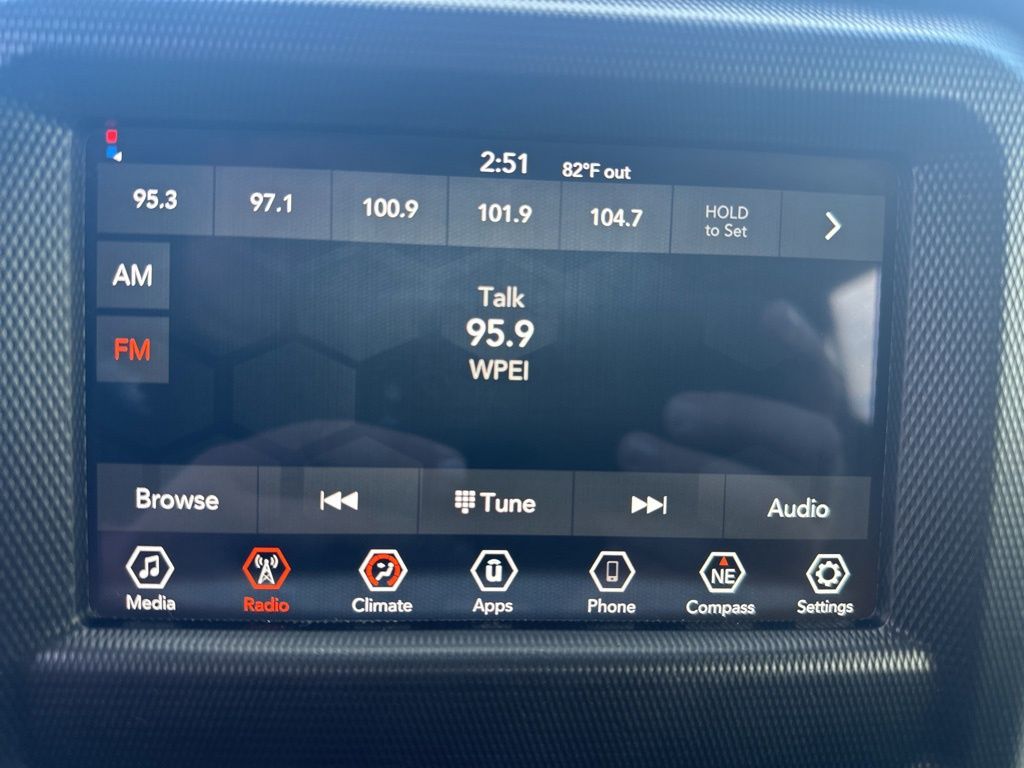 2:51 82°F out
95.3 97.1 100.9 101.9 104.7 HOLD
to Set
AM
FM
Talk
95.9
WPEI
Browse Tune Audio
NE
Media Radio Climate Apps Phone Compass Settings